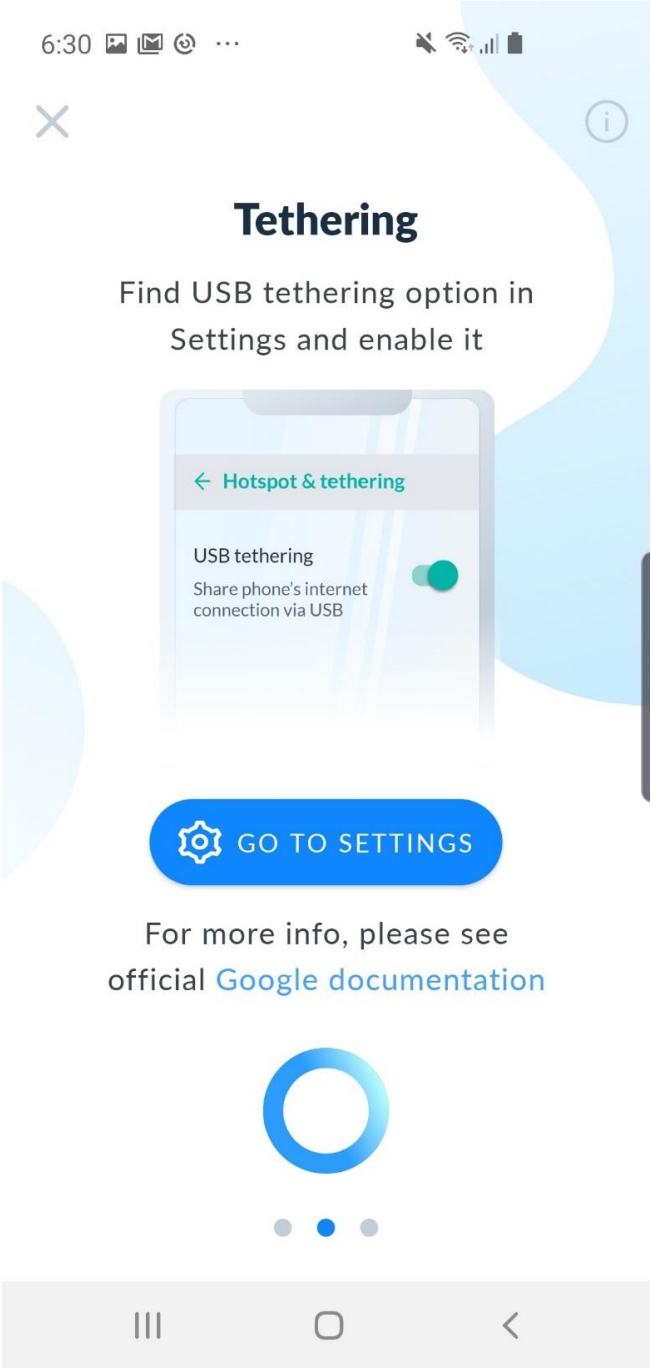 6:30
Tethering
Find USB tethering option in
Settings and enable it
Hotspot & tethering
USB tethering
Share phone's internet
connection via USB
GO TO SETTINGS
For more info, please see
official Google documentation